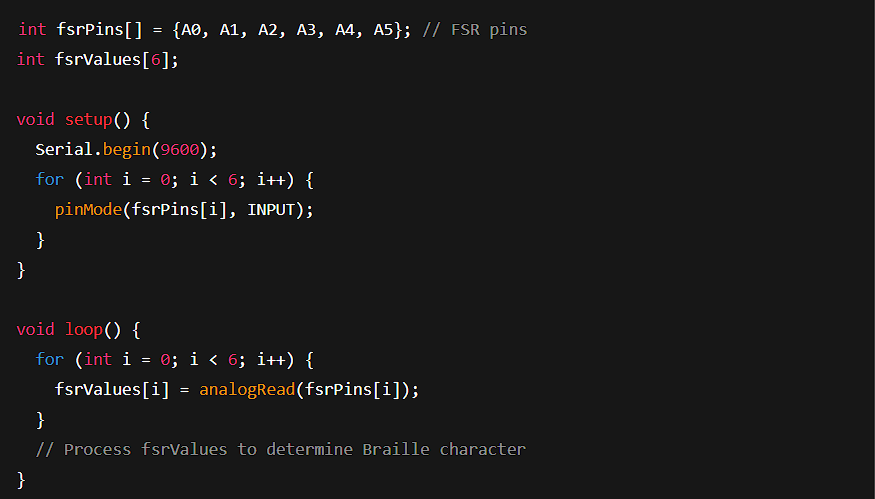 int fsrPins[] = {A0, A1, A2, A3, A4, A5}; // FSR pins
int fsrValues[6];
void setup() {
  Serial.begin(9600);
  for (int i = 0; i < 6; i++) {
    pinMode(fsrPins[i], INPUT);
  }
}
void loop() {
  for (int i = 0; i < 6; i++) {
    fsrValues[i] = analogRead(fsrPins[i]);
  }
  // Process fsrValues to determine Braille character
}